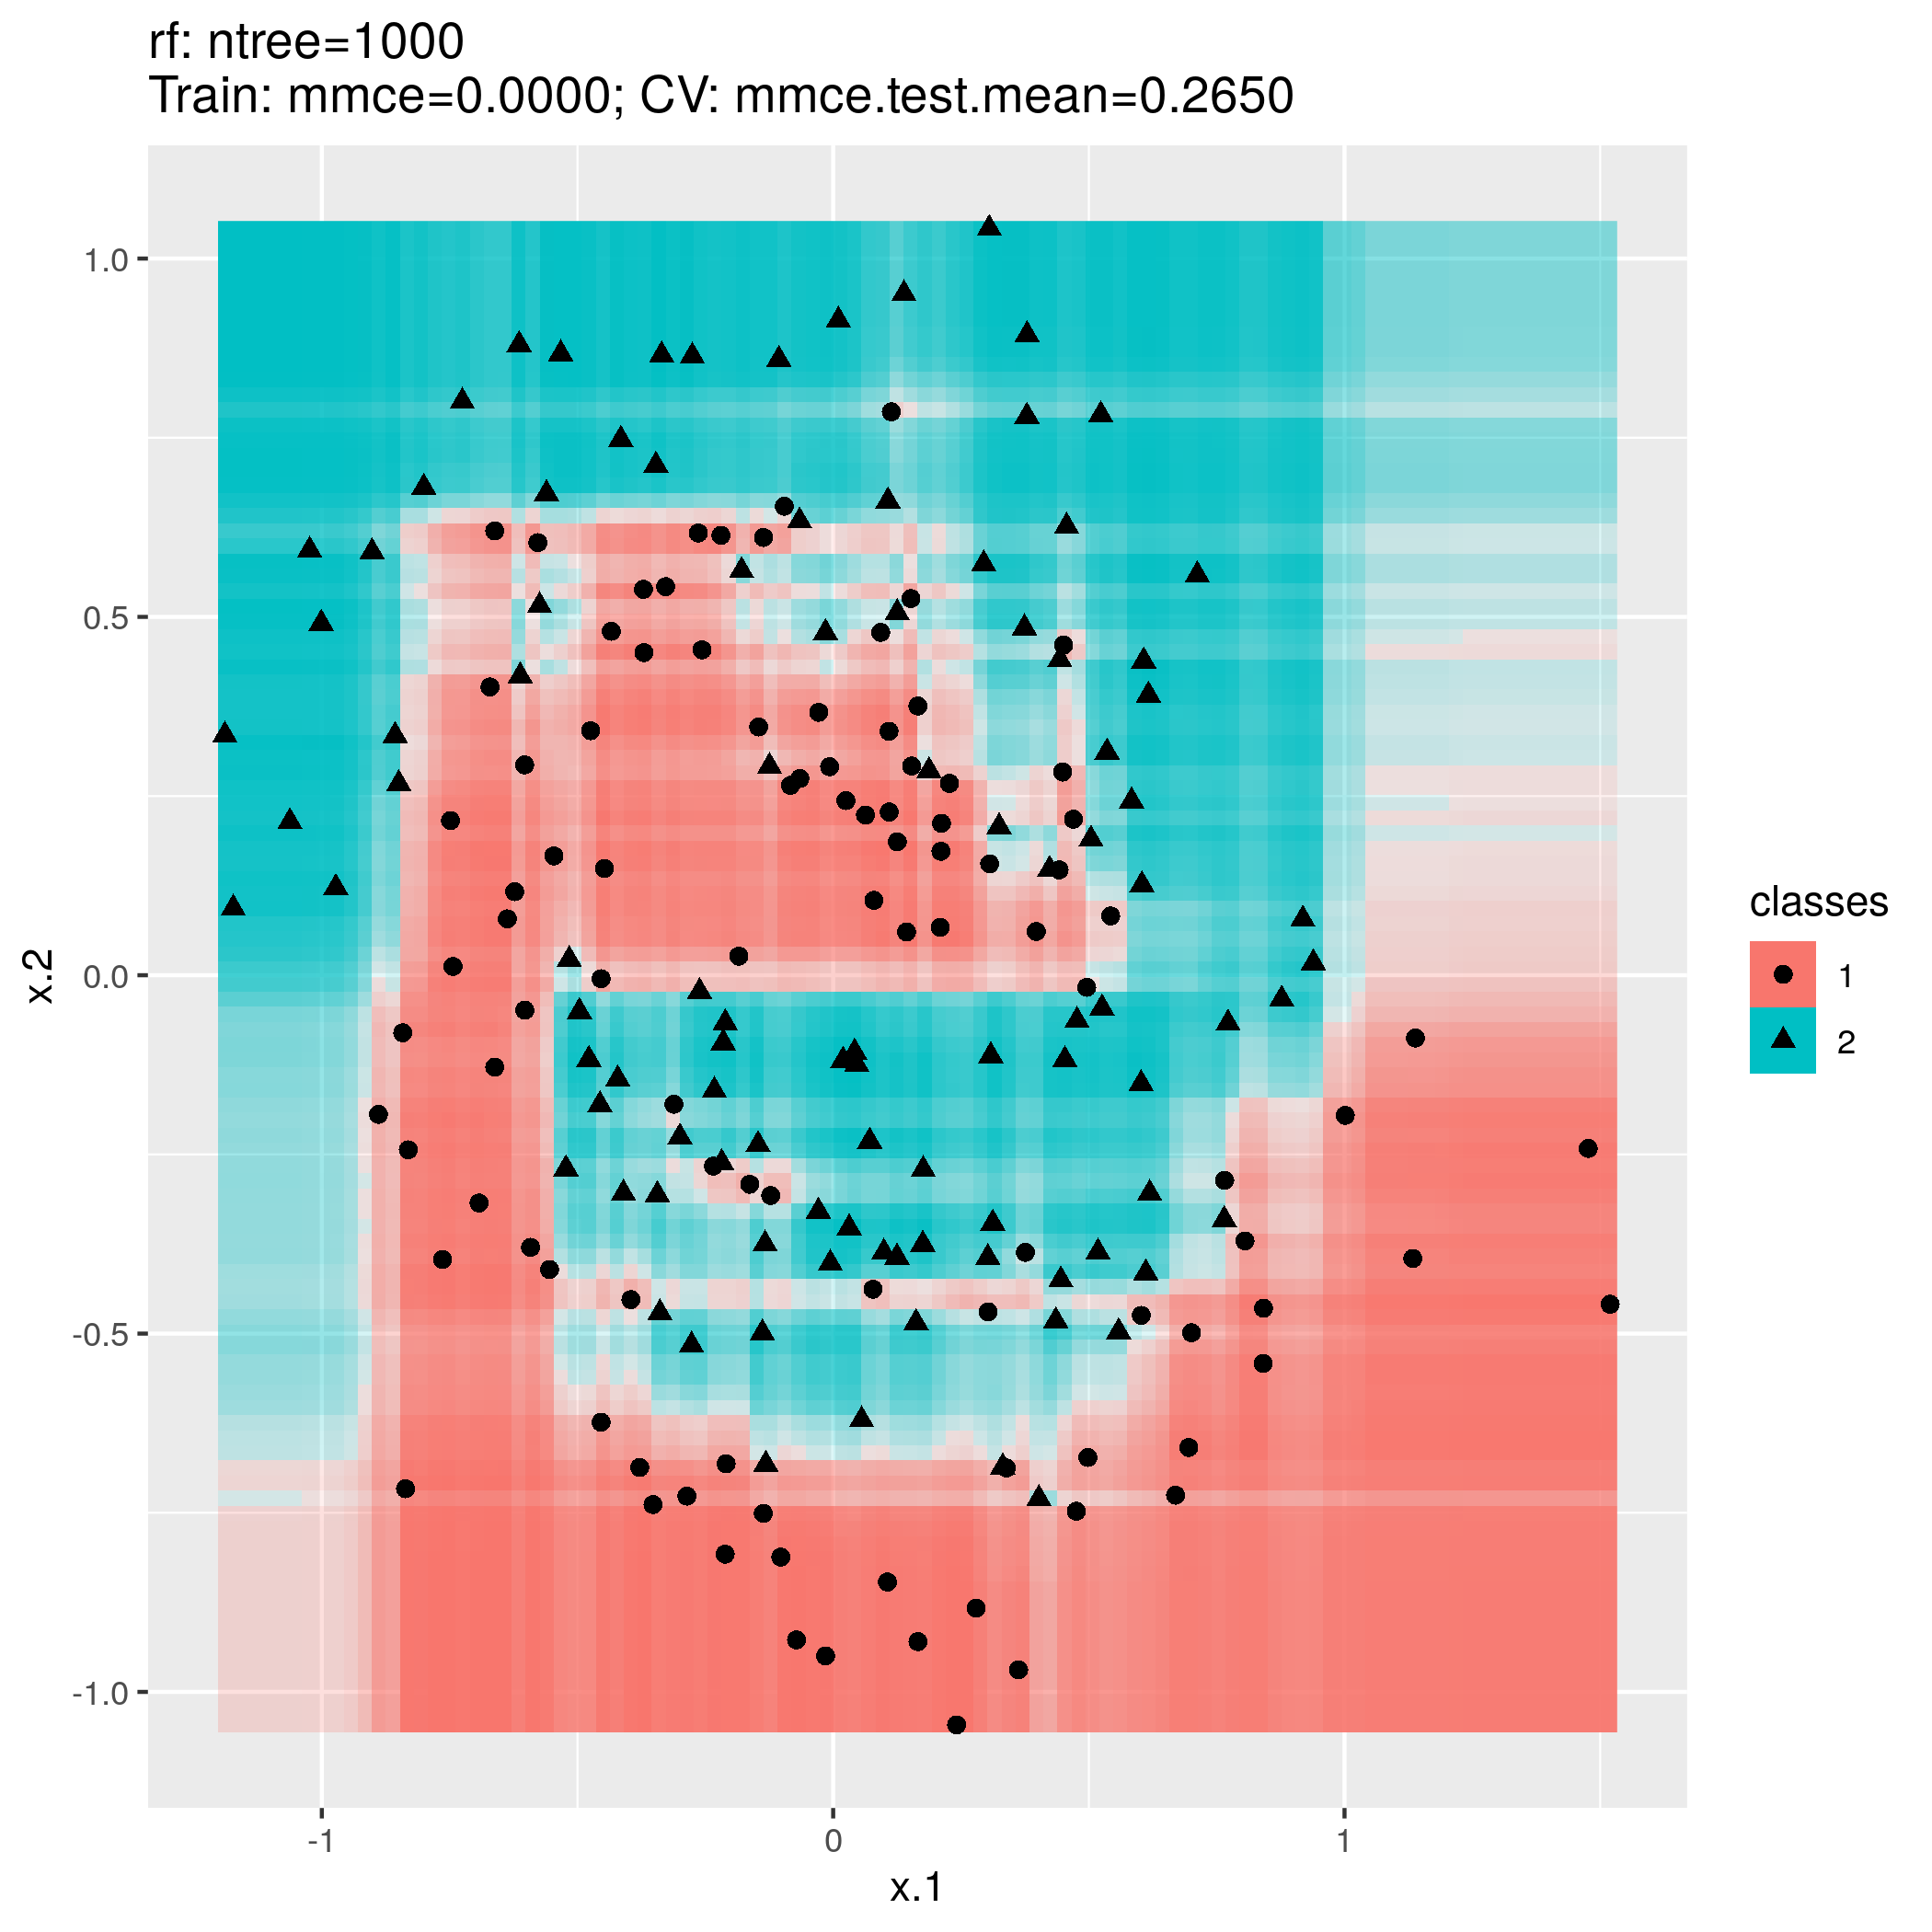 rf: ntree=1000
Train: mmce=0.0000; CV: mmce.test.mean=0.2650
1.0
0.5
0.0
-0.5
-1.0
x.2
-1
0
1
x.1
classes
1
2